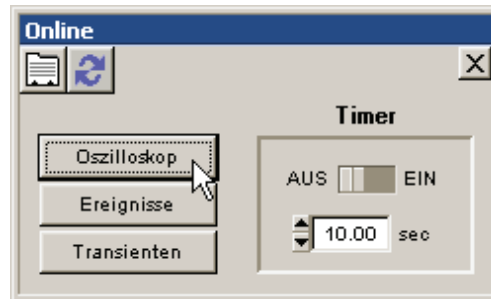 Online
Timer
Oszilloskop
Ereignisse
Transienten
AUS EIN
10.00 sec